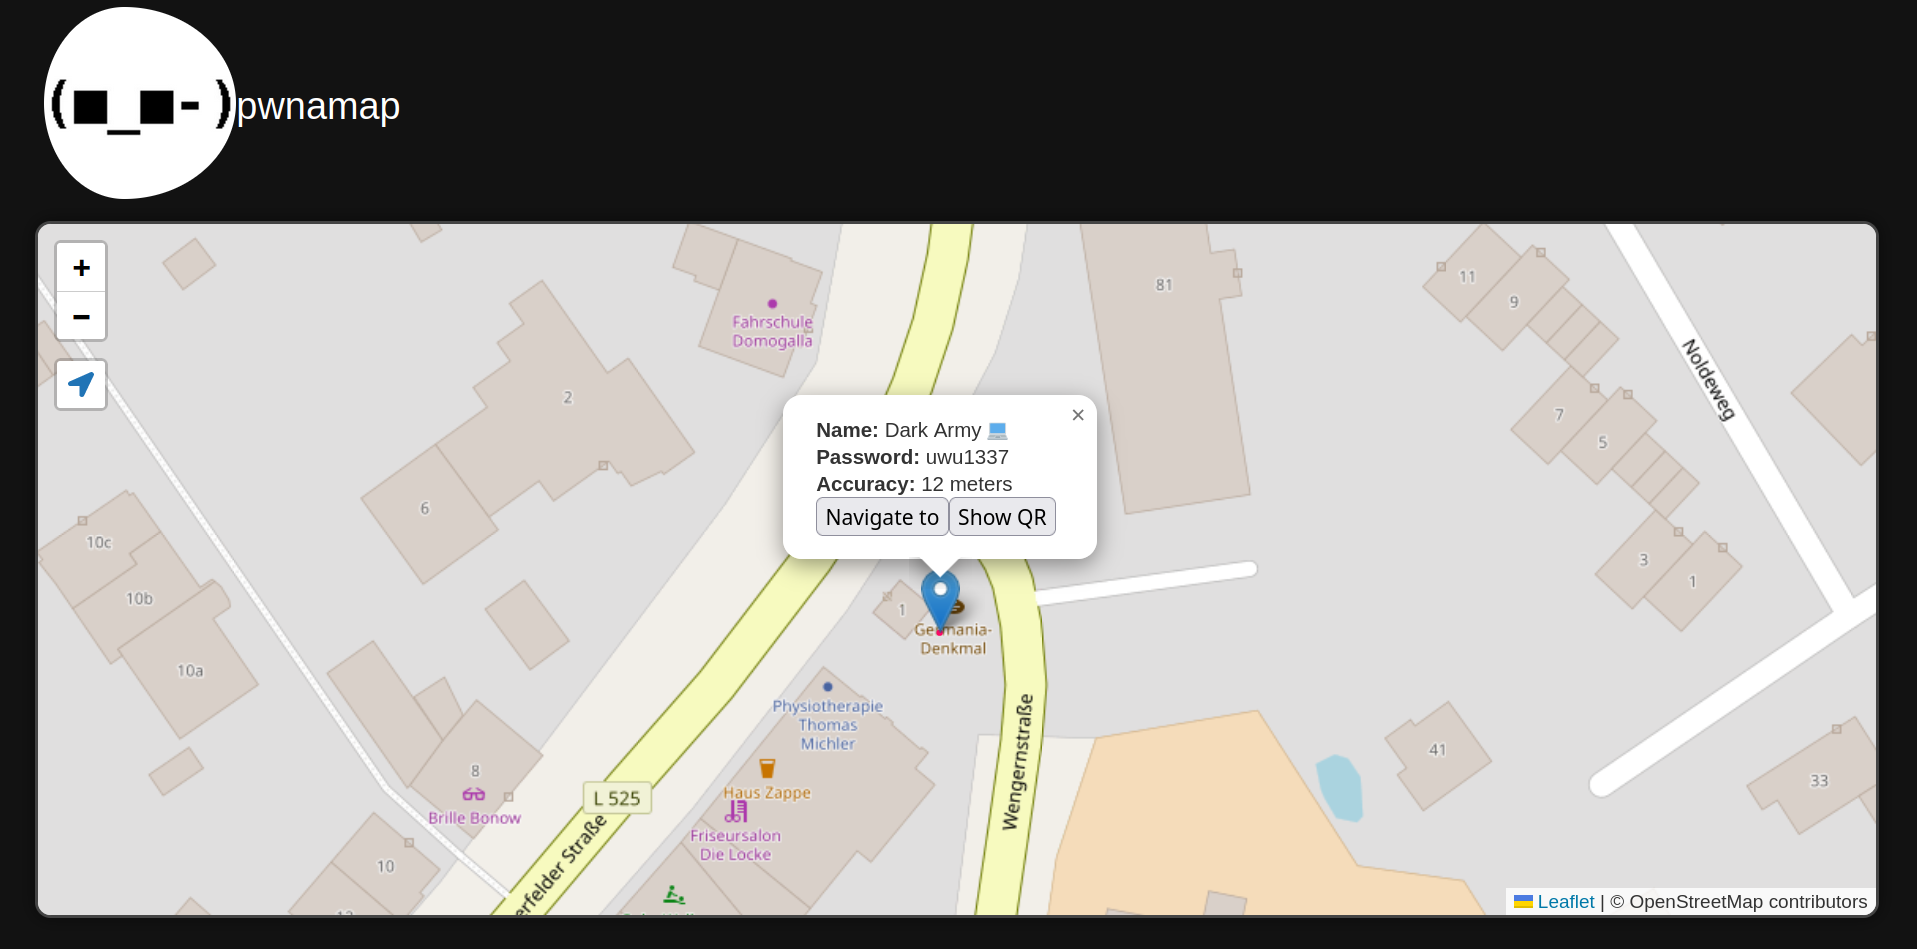 (■_■- )
pwnamap
+
−
Fahrschule
Domogalla
81
11
9
2
Noldeweg
7
5
×
Name: Dark Army 💻
Password: uwu1337
Accuracy: 12 meters
Navigate to
Show QR
6
10c
10b
10a
3
1
1
Germania-
Denkmal
Physiotherapie
Thomas
Michler
Wengernstraße
41
33
8
Brille Bonow
L 525
Haus Zappe
Friseursalon
Die Locke
erfelder Straße
10
Leaflet | © OpenStreetMap contributors